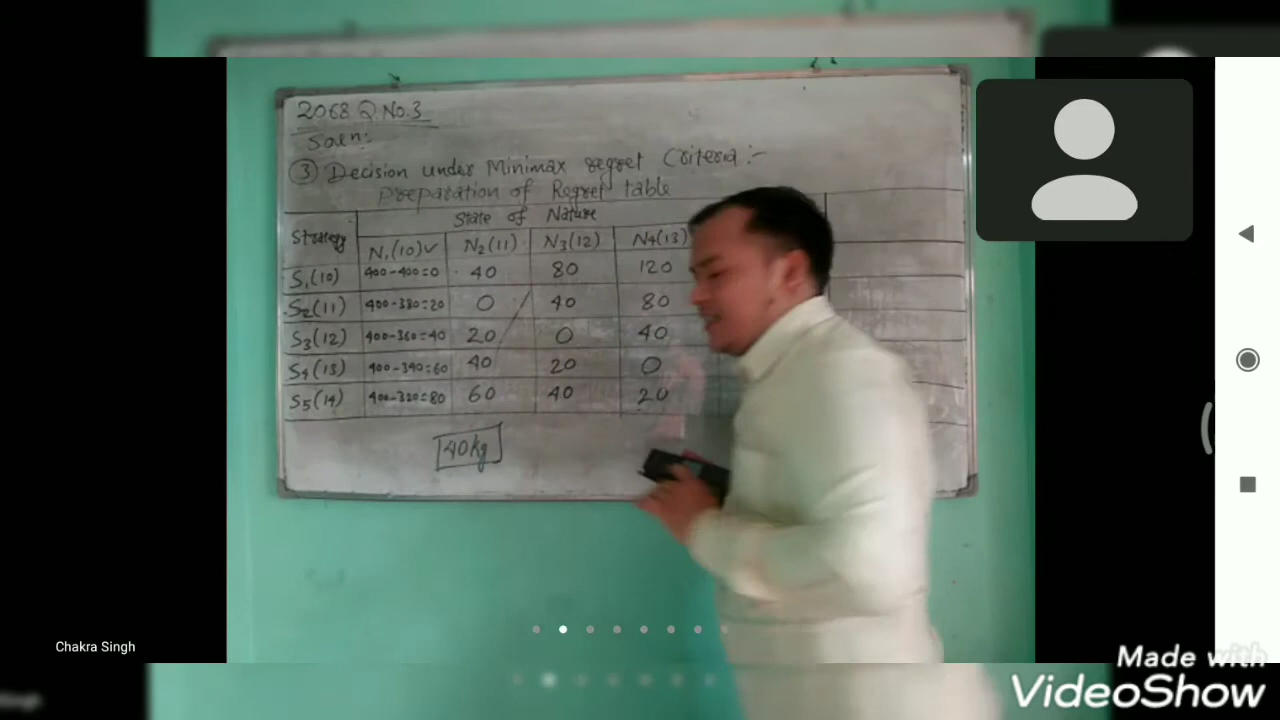 2068 Q.No.3
Soln:
③ Decision under Minimax regret Criteria:-
Preparation of Regret table
Strategy State of Nature
N₁(10)✓ N₂(11) N₃(12) N₄(13)
S₁(10) 400-400=0 40 80 120
S₂(11) 400-380=20 0 40 80
S₃(12) 400-360=40 20 0 40
S₄(13) 400-340=60 40 20 0
S₅(14) 400-320=80 60 40 20
40kg
Chakra Singh
Made with
VideoShow